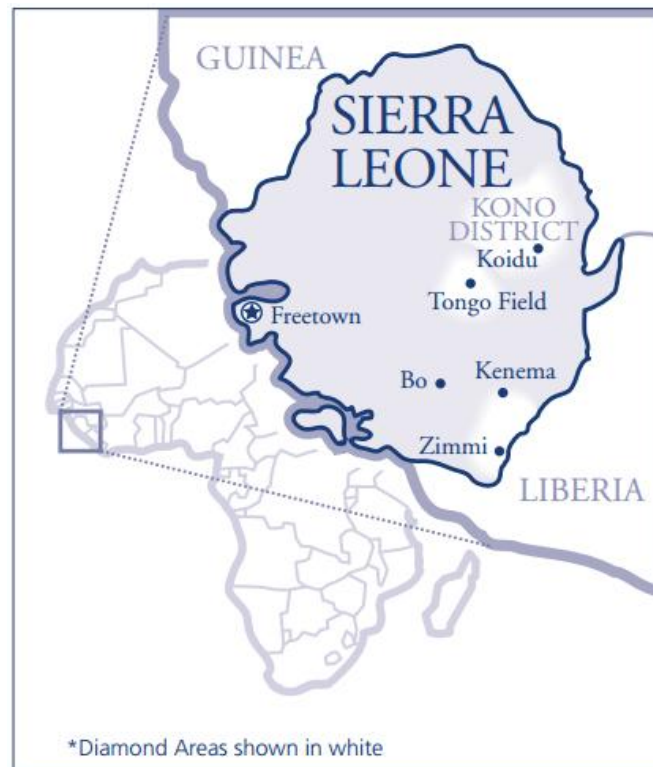 GUINEA
SIERRA
LEONE
KONO
DISTRICT
Koidu
Tongo Field
Freetown
Bo
Kenema
Zimmi
LIBERIA
*Diamond Areas shown in white